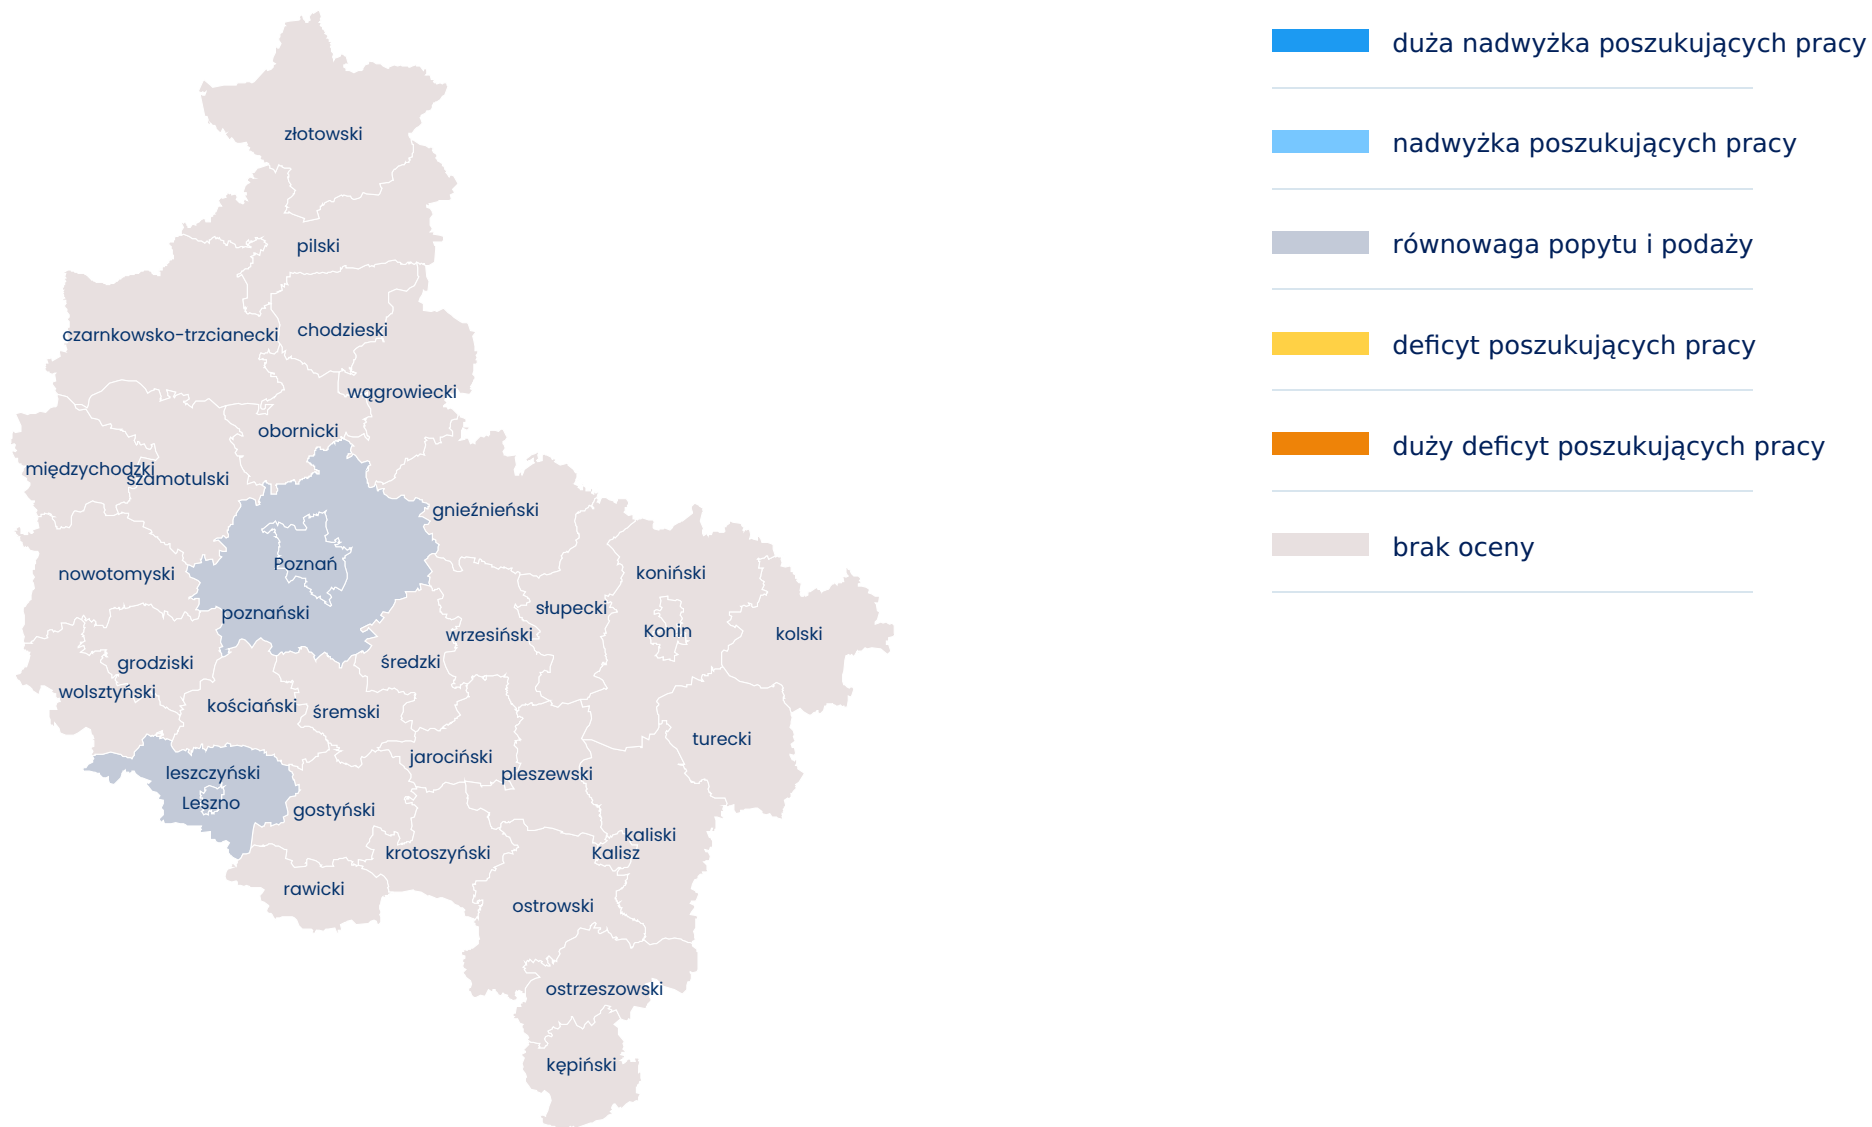 duża nadwyżka poszukujących pracy
nadwyżka poszukujących pracy
równowaga popytu i podaży
deficyt poszukujących pracy
duży deficyt poszukujących pracy
brak oceny
złotowski
pilski
czarnkowsko-trzcianecki
chodzieski
wągrowiecki
obornicki
międzychodzki
szamotulski
gnieźnieński
Poznań
nowotomyski
koniński
poznański
słupecki
Konin
wrzesiński
kolski
średzki
grodziski
wolsztyński
kościański
śremski
turecki
jarociński
leszczyński
pleszewski
Leszno
gostyński
kaliski
Kalisz
krotoszyński
rawicki
ostrowski
ostrzeszowski
kępiński